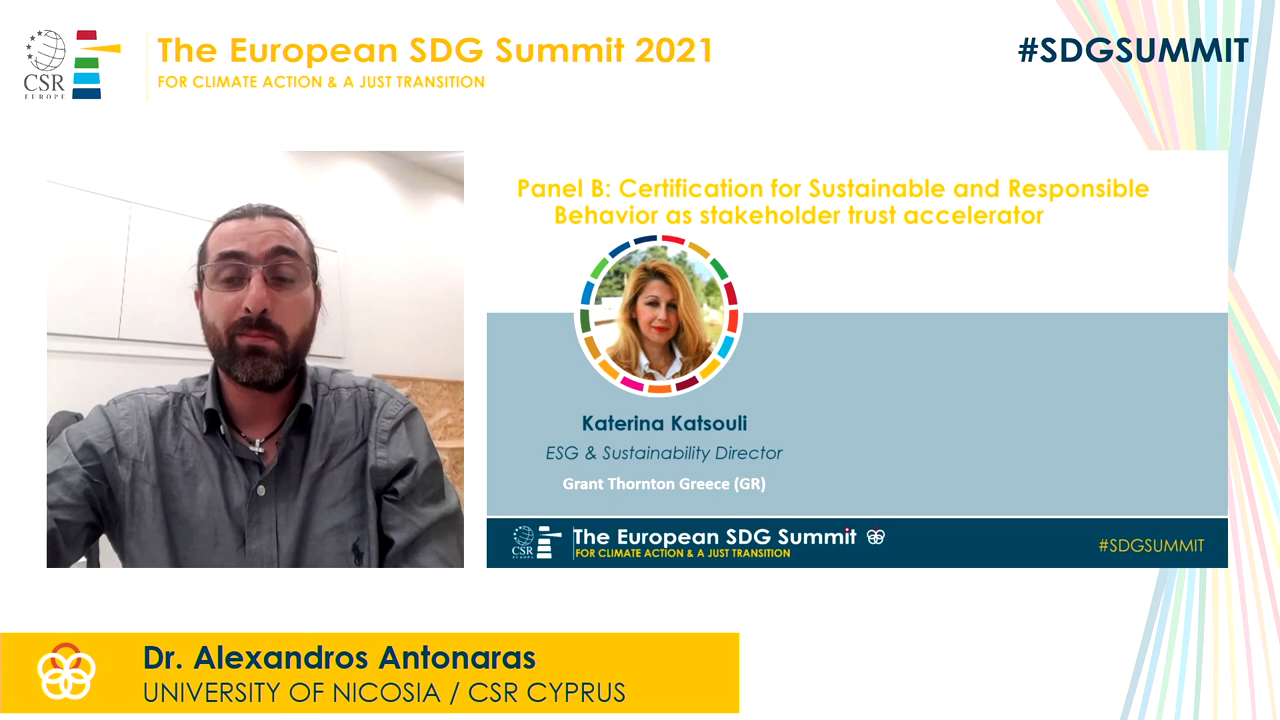 CSR
EUROPE
The European SDG Summit 2021
FOR CLIMATE ACTION & A JUST TRANSITION
#SDGSUMMIT
Panel B: Certification for Sustainable and Responsible
Behavior as stakeholder trust accelerator
Katerina Katsouli
ESG & Sustainability Director
Grant Thornton Greece (GR)
CSR
EUROPE
The European SDG Summit
FOR CLIMATE ACTION & A JUST TRANSITION
#SDGSUMMIT
Dr. Alexandros Antonaras
UNIVERSITY OF NICOSIA / CSR CYPRUS